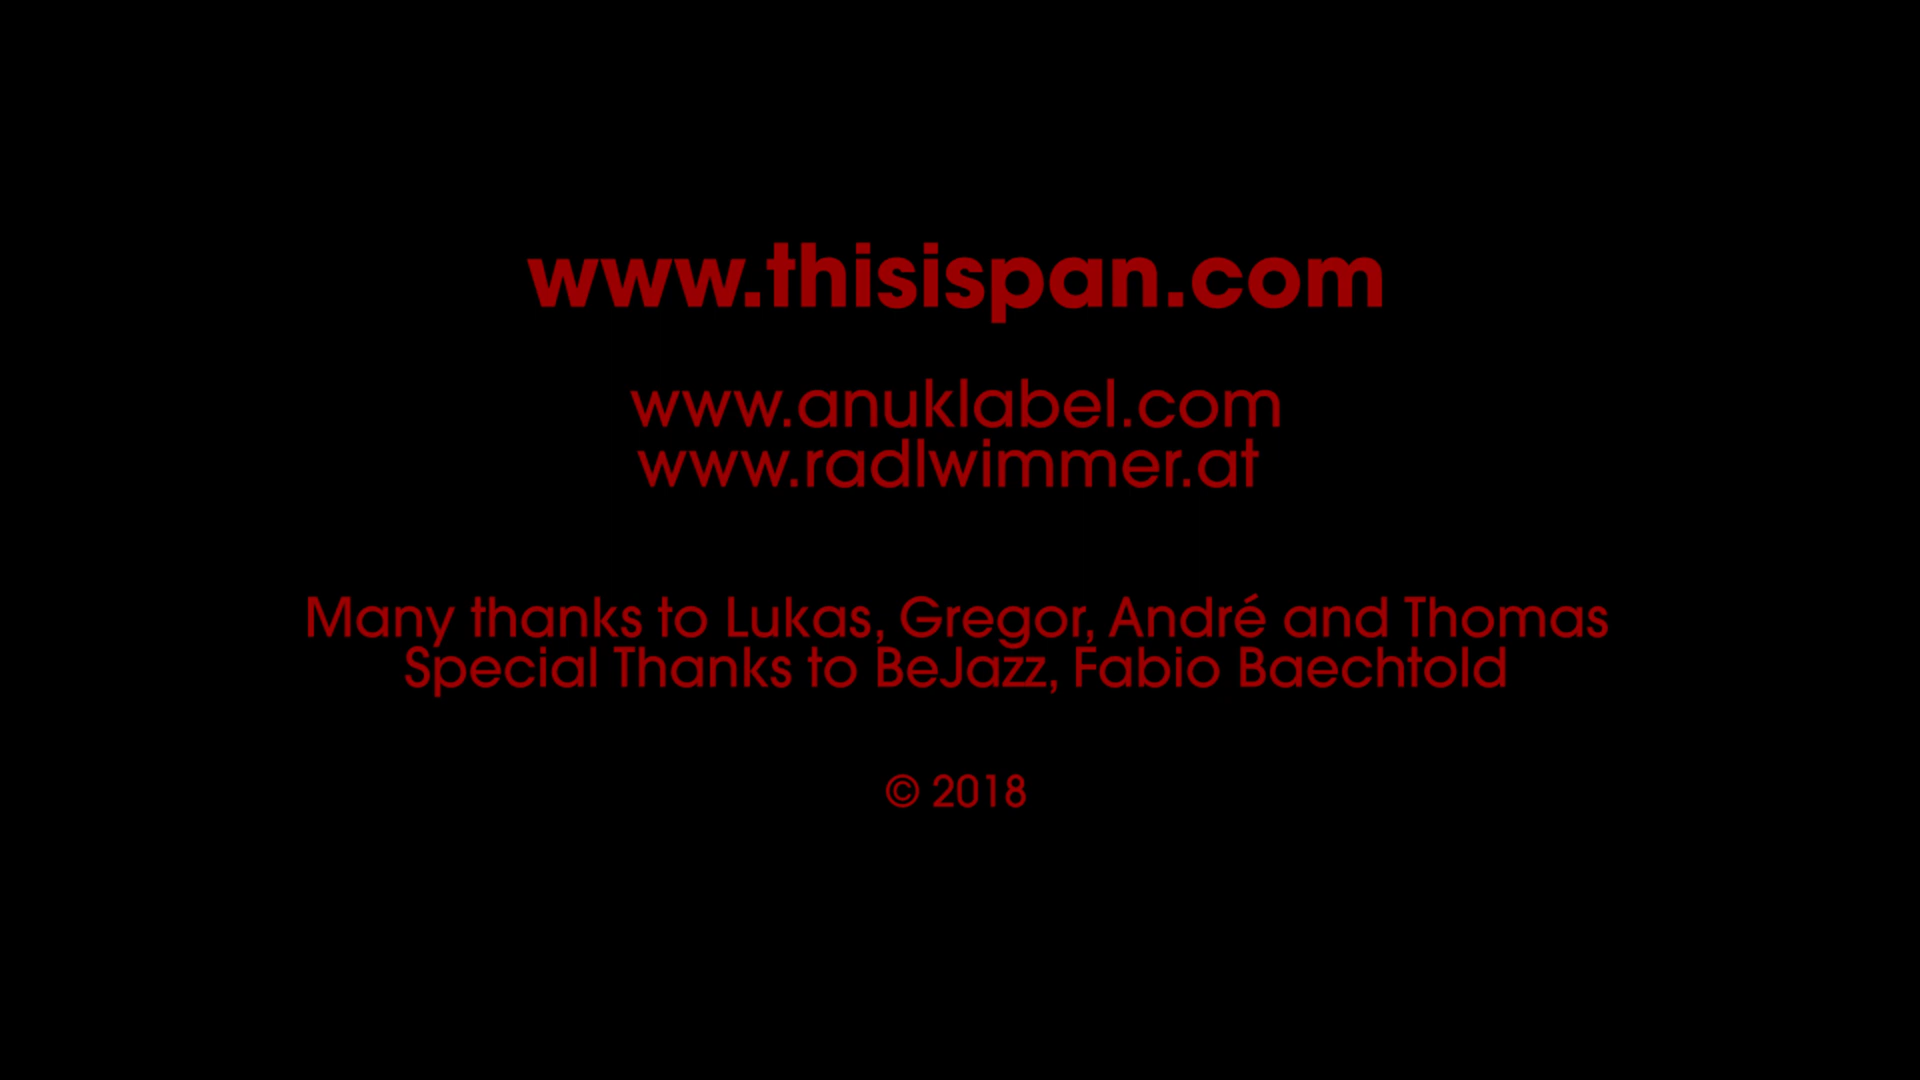 www.thisispan.com
www.anuklabel.com
www.radlwimmer.at
Many thanks to Lukas, Gregor, André and Thomas
Special Thanks to BeJazz, Fabio Baechtold
© 2018